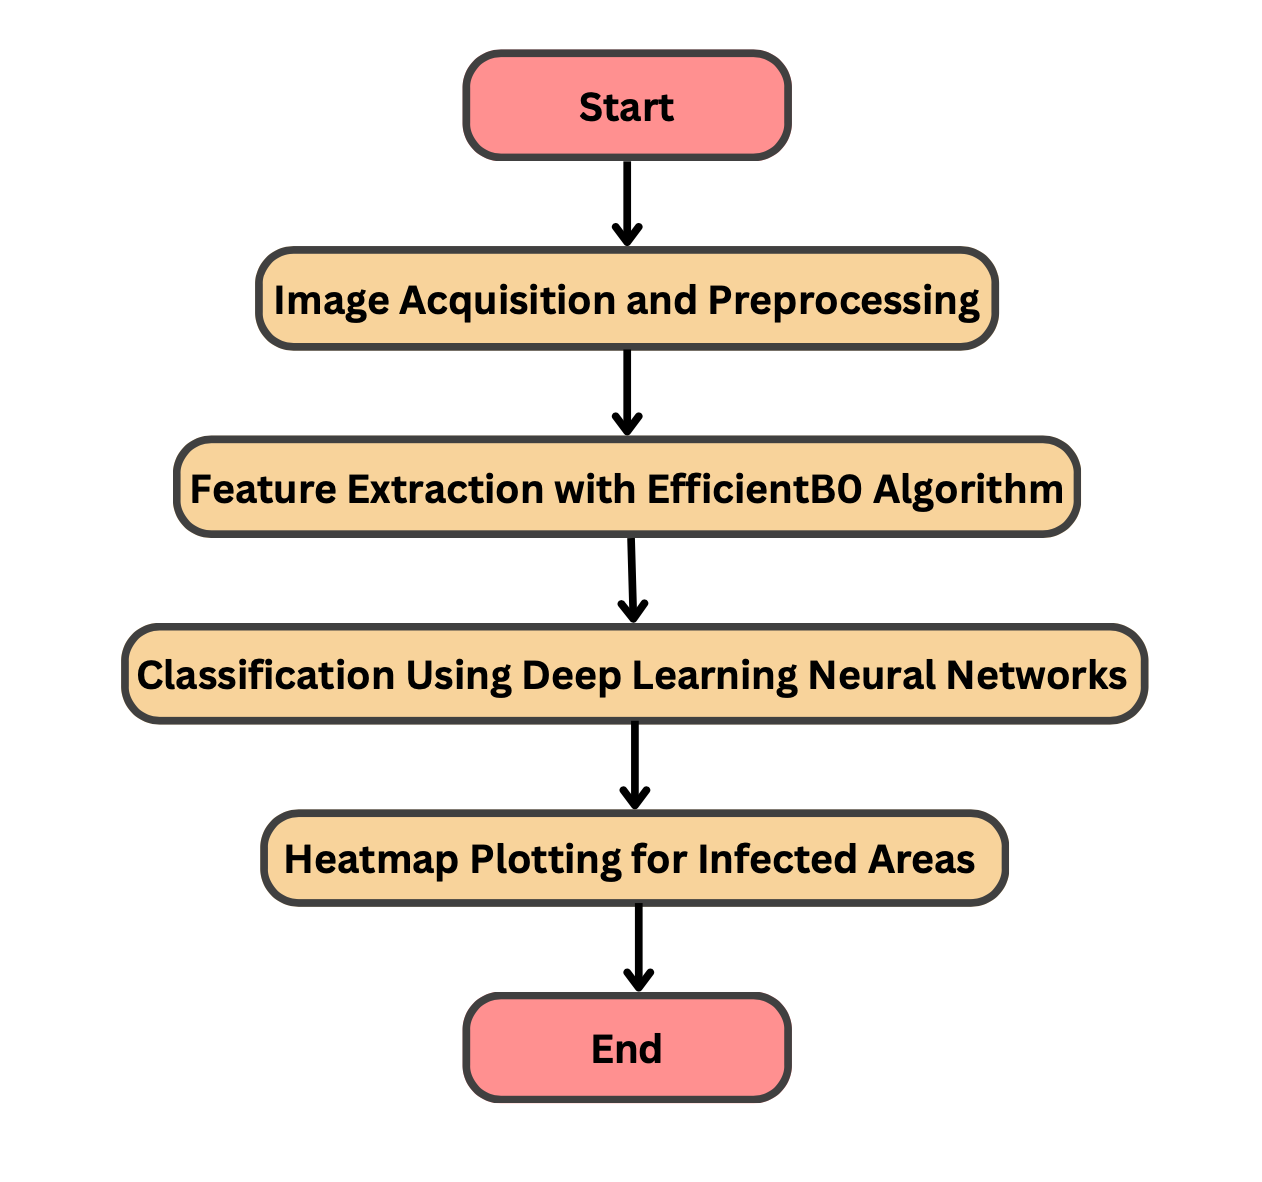 Start
Image Acquisition and Preprocessing
Feature Extraction with EfficientB0 Algorithm
Classification Using Deep Learning Neural Networks
Heatmap Plotting for Infected Areas
End